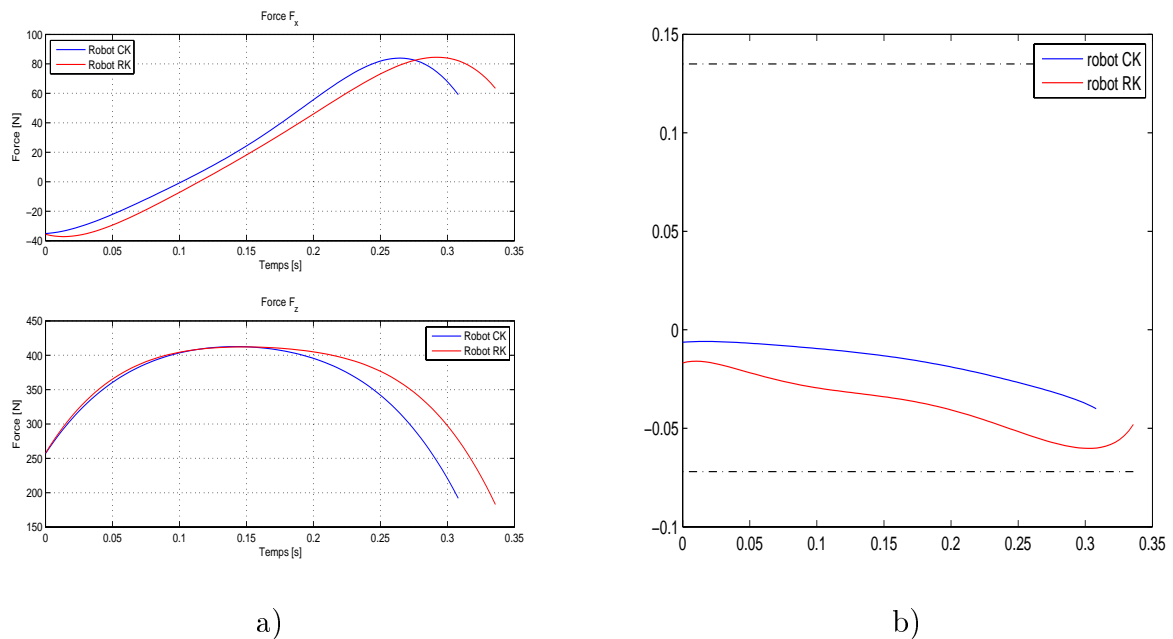 Force Fx
Force [N]
100
80
60
40
20
0
−20
−40
Robot CK
Robot RK
0 0.05 0.1 0.15 0.2 0.25 0.3 0.35
Temps [s]
Force Fz
Force [N]
450
400
350
300
250
200
150
Robot CK
Robot RK
0 0.05 0.1 0.15 0.2 0.25 0.3 0.35
Temps [s]
a)
0.15
0.1
0.05
0
−0.05
−0.1
robot CK
robot RK
0 0.05 0.1 0.15 0.2 0.25 0.3 0.35
b)